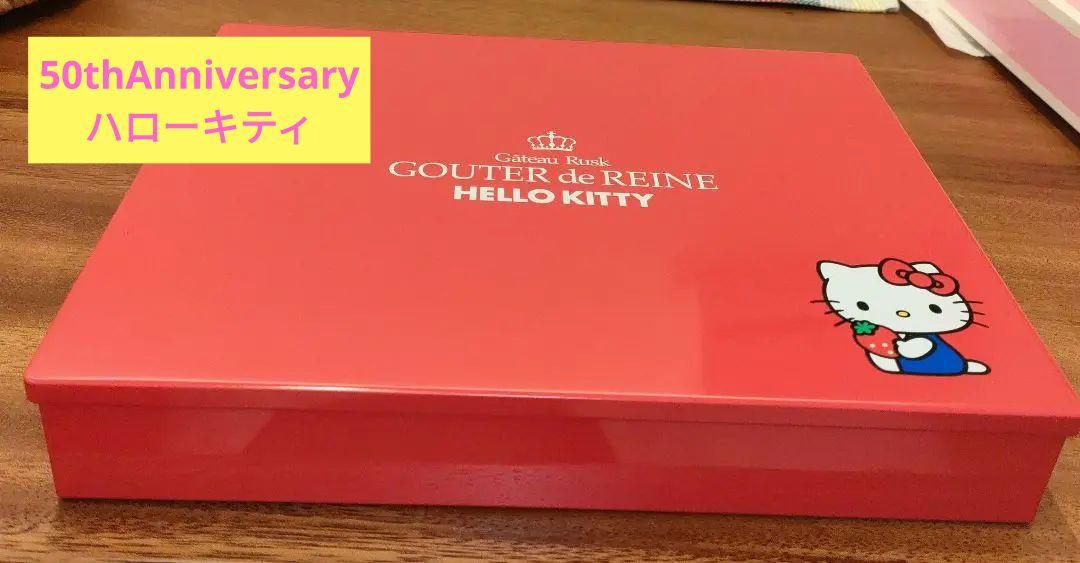 50thAnniversary
ハローキティ
Gâteau Rusk
GOUTER de REINE
HELLO KITTY